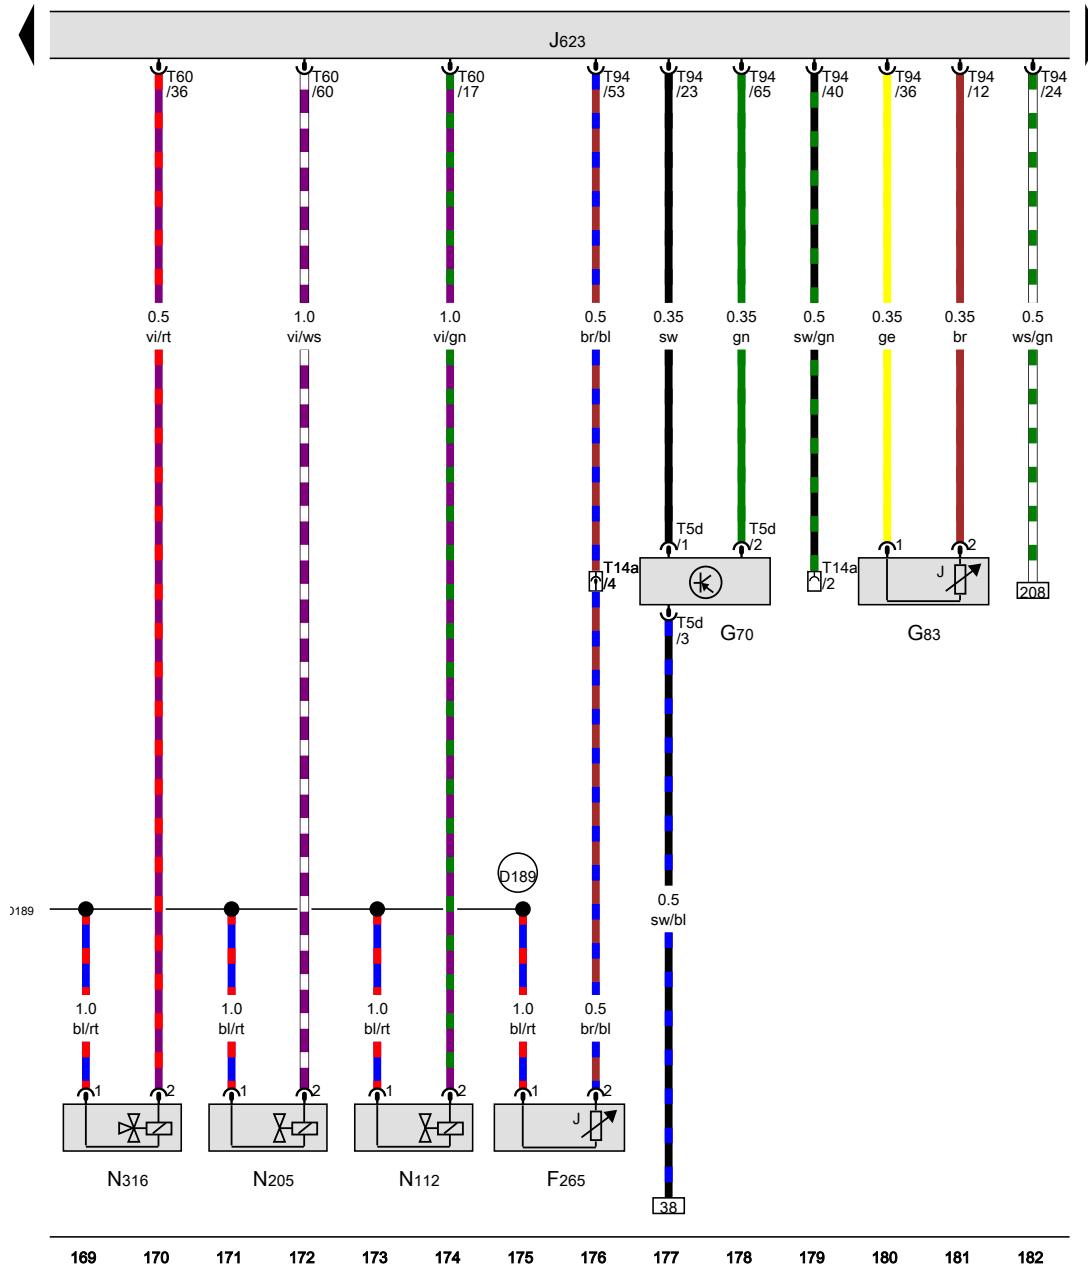 J623
T60 T60 T60 T94 T94 T94 T94 T94 T94 T94
/36 /60 /17 /53 /23 /65 /40 /36 /12 /24
0.5 1.0 1.0 0.5 0.35 0.35 0.5 0.35 0.35 0.5
vi/rt vi/ws vi/gn br/bl sw gn sw/gn ge br ws/gn
T5d T5d
/1 /2 1 2
T14a T14a J
/4 /2 208
T5d G70 G83
/3
D189
0.5
D189
sw/bl
1.0 1.0 1.0 1.0 0.5
bl/rt bl/rt bl/rt bl/rt br/bl
1 2 1 2 1 2 1 2
J
N316 N205 N112 F265
38
169 170 171 172 173 174 175 176 177 178 179 180 181 182